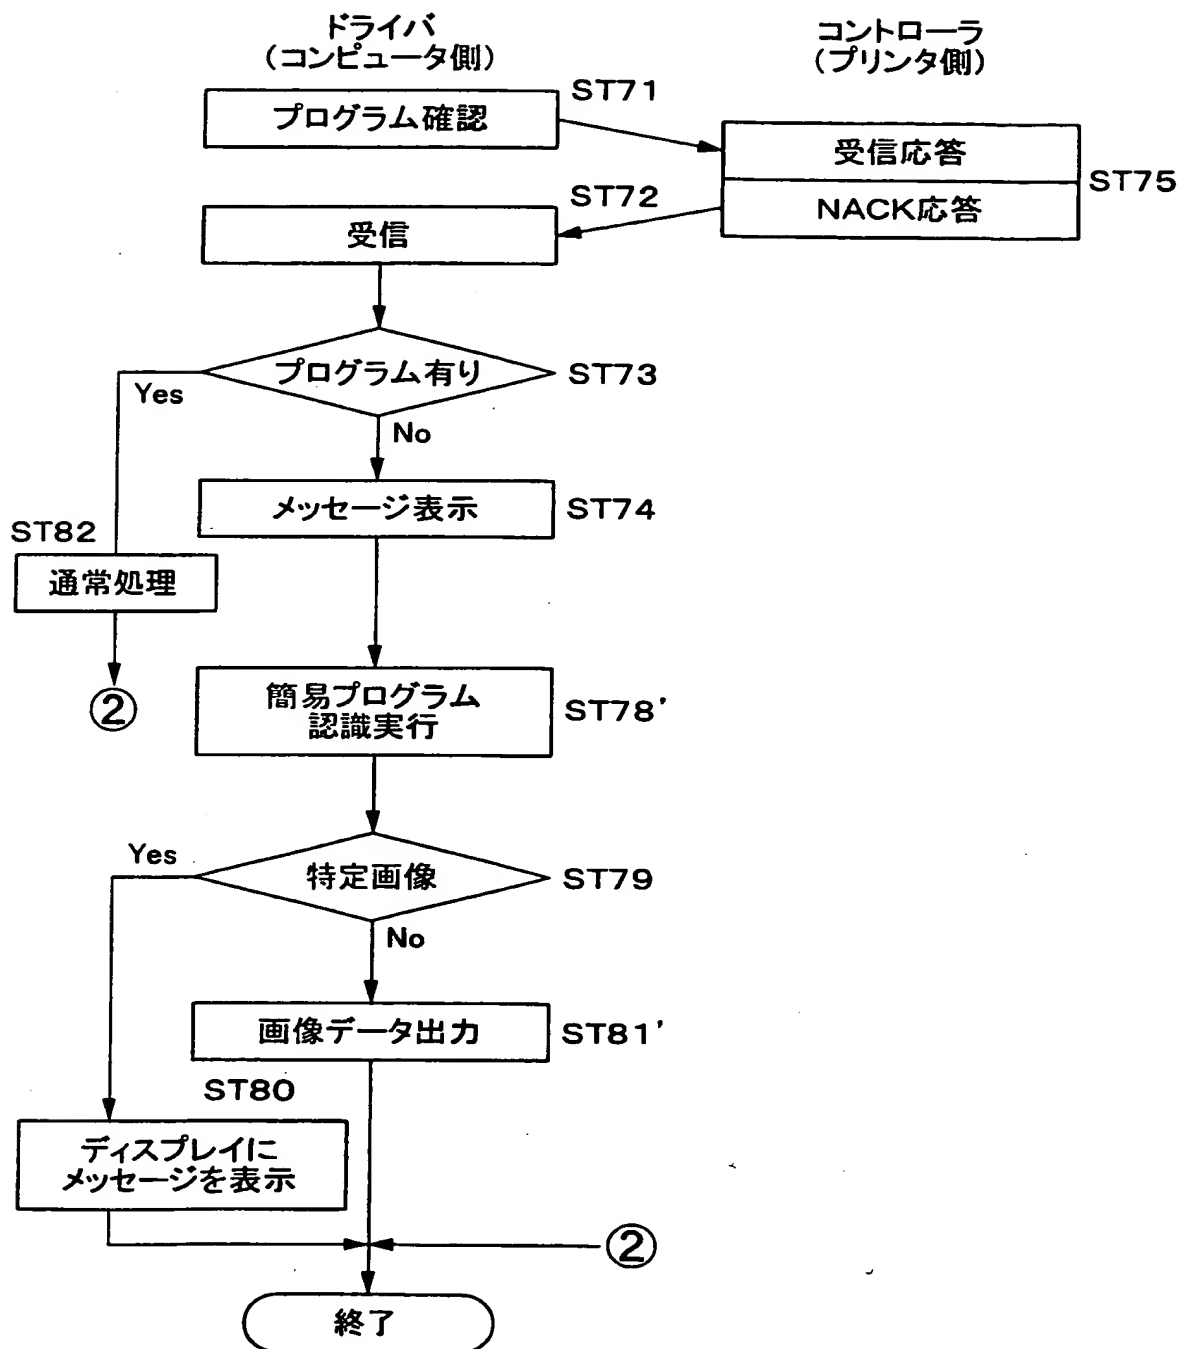 ドライバ
(コンピュータ側)
コントローラ
(プリンタ側)
ST71
プログラム確認
受信応答
ST75
NACK応答
ST72
受信
プログラム有り
ST73
Yes
No
メッセージ表示
ST74
ST82
通常処理
②
簡易プログラム
認識実行
ST78'
Yes
特定画像
ST79
No
画像データ出力
ST81'
ST80
ディスプレイに
メッセージを表示
②
終了